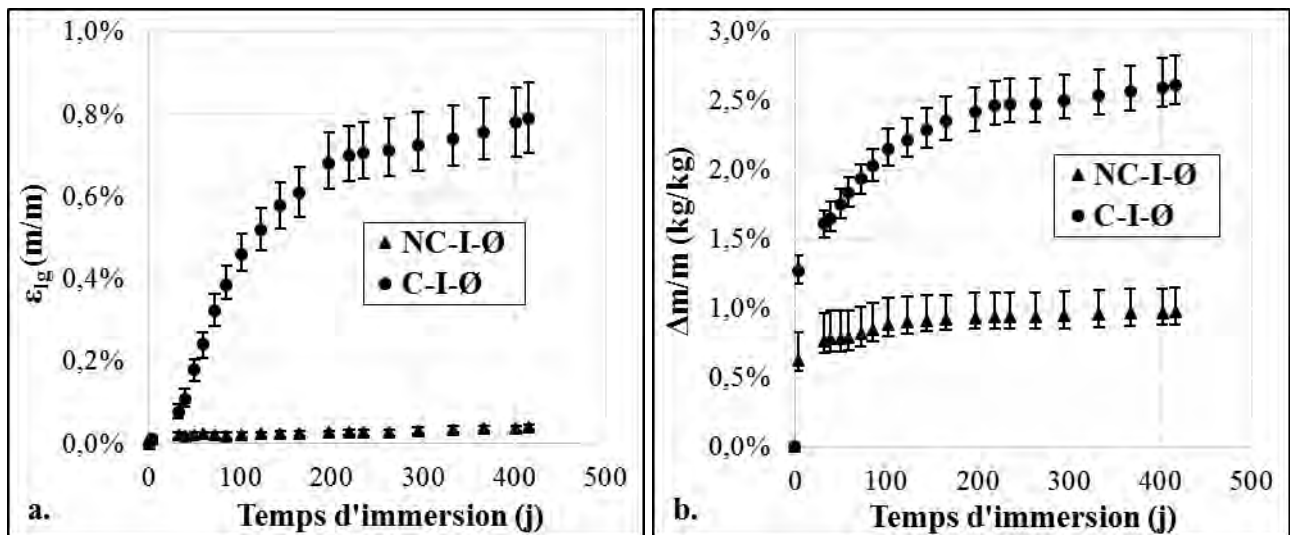 1,0%
0,8%
0,6%
0,4%
0,2%
0,0%
ε_lg (m/m)
NC-I-Ø
C-I-Ø
0 100 200 300 400 500
a. Temps d'immersion (j)
3,0%
2,5%
2,0%
1,5%
1,0%
0,5%
0,0%
Δm/m (kg/kg)
NC-I-Ø
C-I-Ø
0 100 200 300 400 500
b. Temps d'immersion (j)